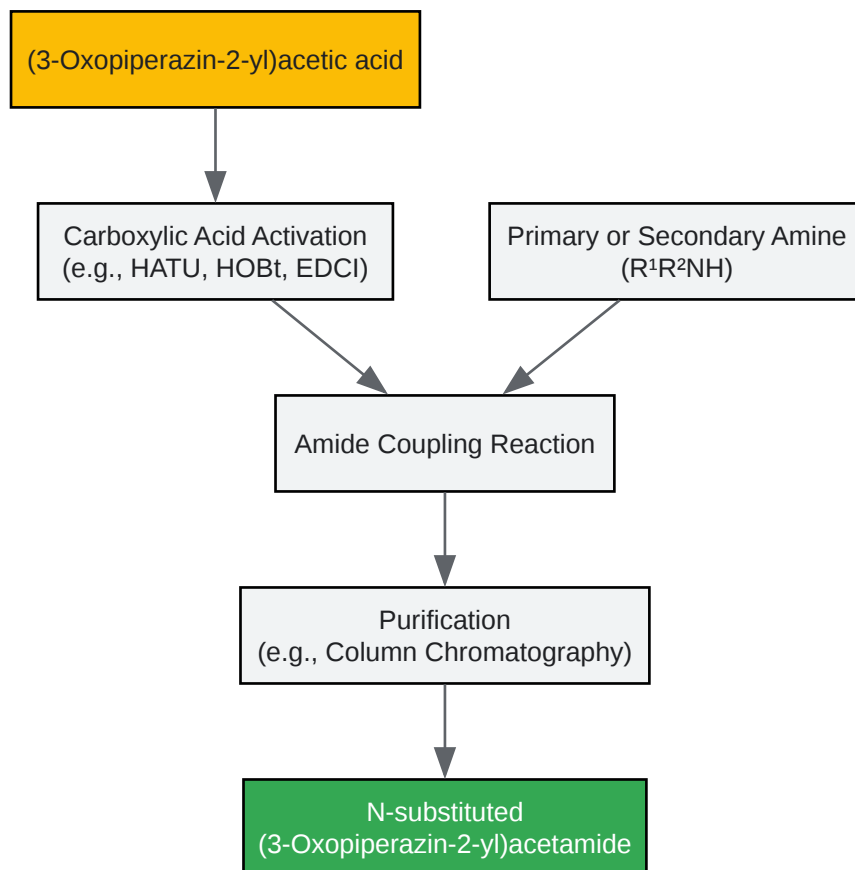 (3-Oxopiperazin-2-yl)acetic acid
Carboxylic Acid Activation
(e.g., HATU, HOBt, EDCI)
Primary or Secondary Amine
(R¹R²NH)
Amide Coupling Reaction
Purification
(e.g., Column Chromatography)
N-substituted
(3-Oxopiperazin-2-yl)acetamide